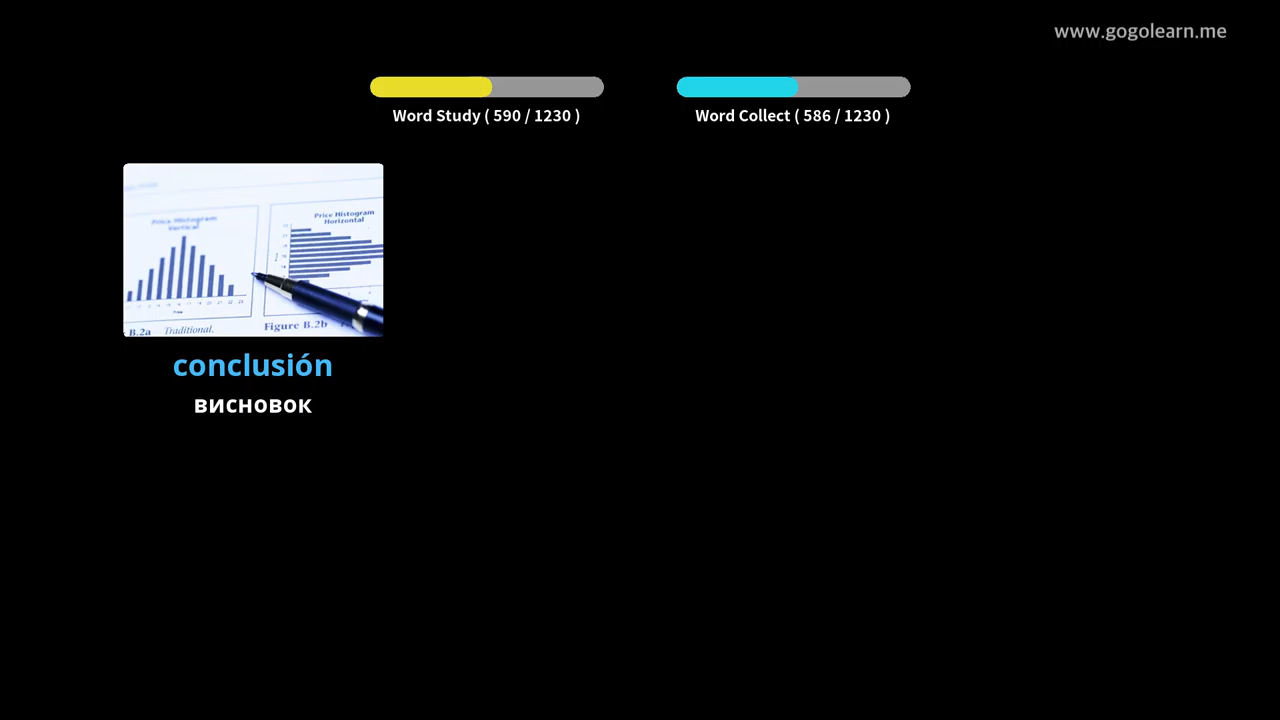 www.gogolearn.me
Word Study ( 590 / 1230 )
Word Collect ( 586 / 1230 )
Price Histogram
Vertical
Price Histogram
Horizontal
B.2a Traditional.
Figure B.2b
conclusión
висновок